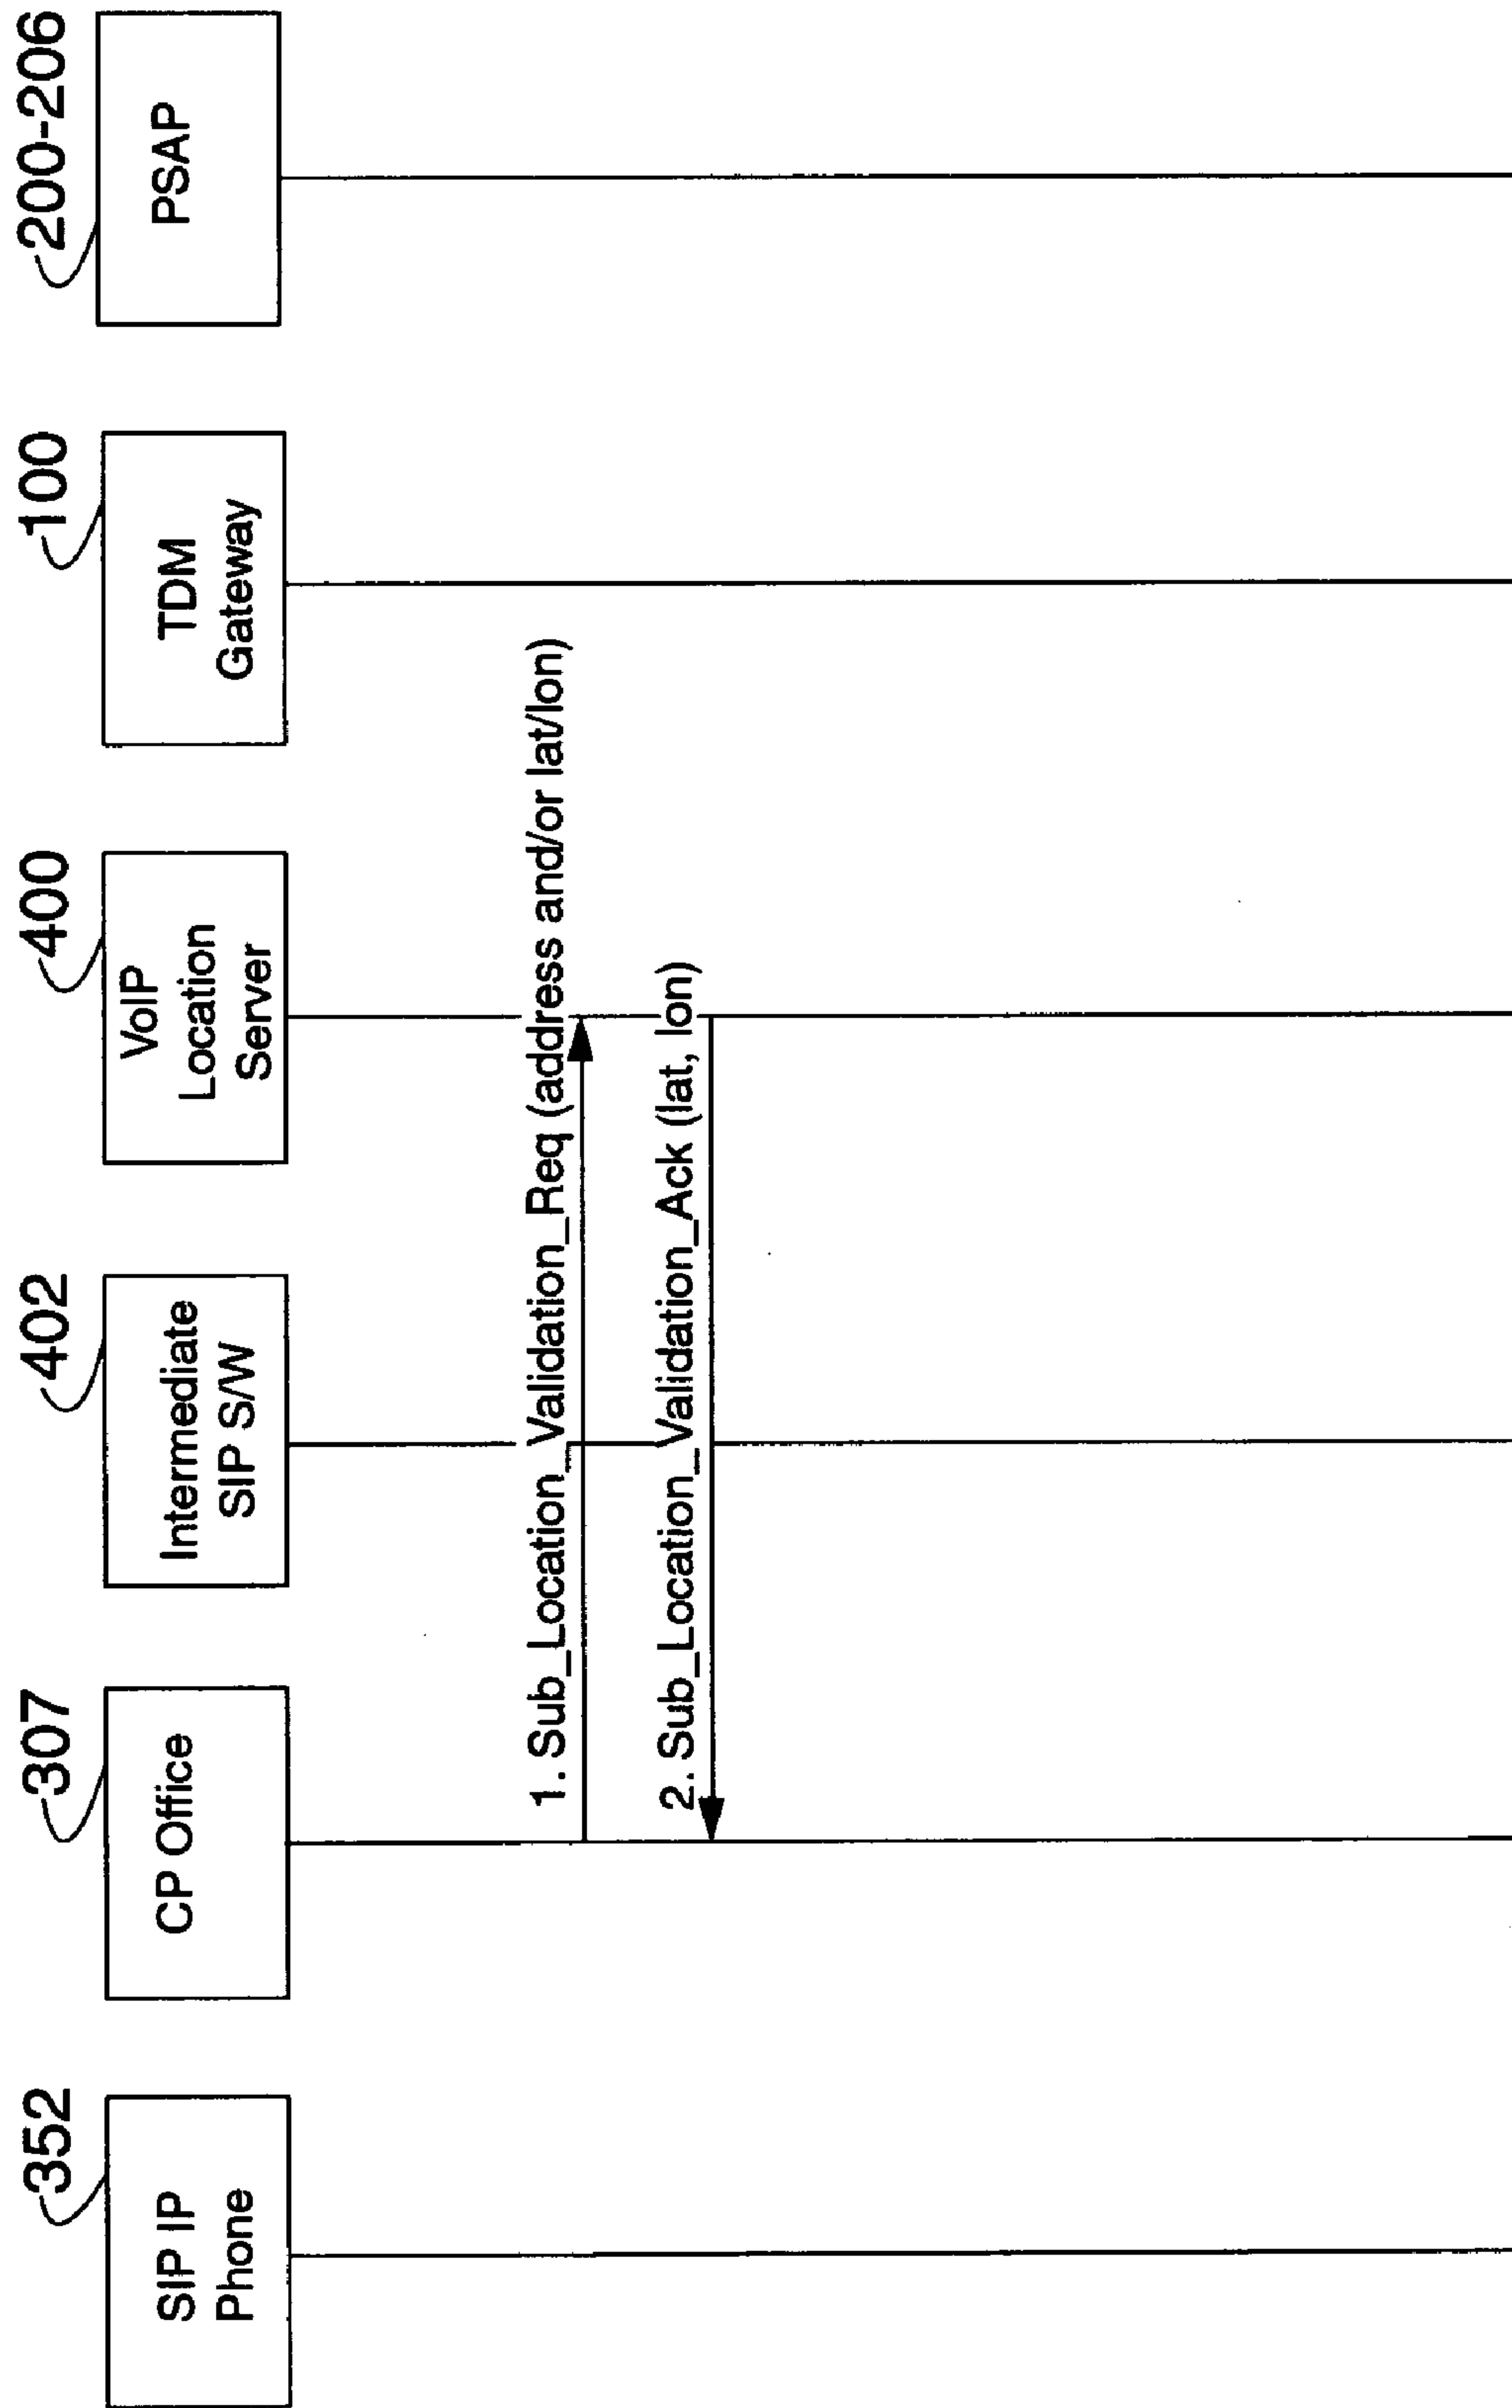 352
307
402
400
100
200-206
SIP IP
Phone
CP Office
Intermediate
SIP S/W
VoIP
Location
Server
TDM
Gateway
PSAP
1. Sub_Location_Validation_Req (address and/or lat/lon)
2. Sub_Location_Validation_Ack (lat, lon)